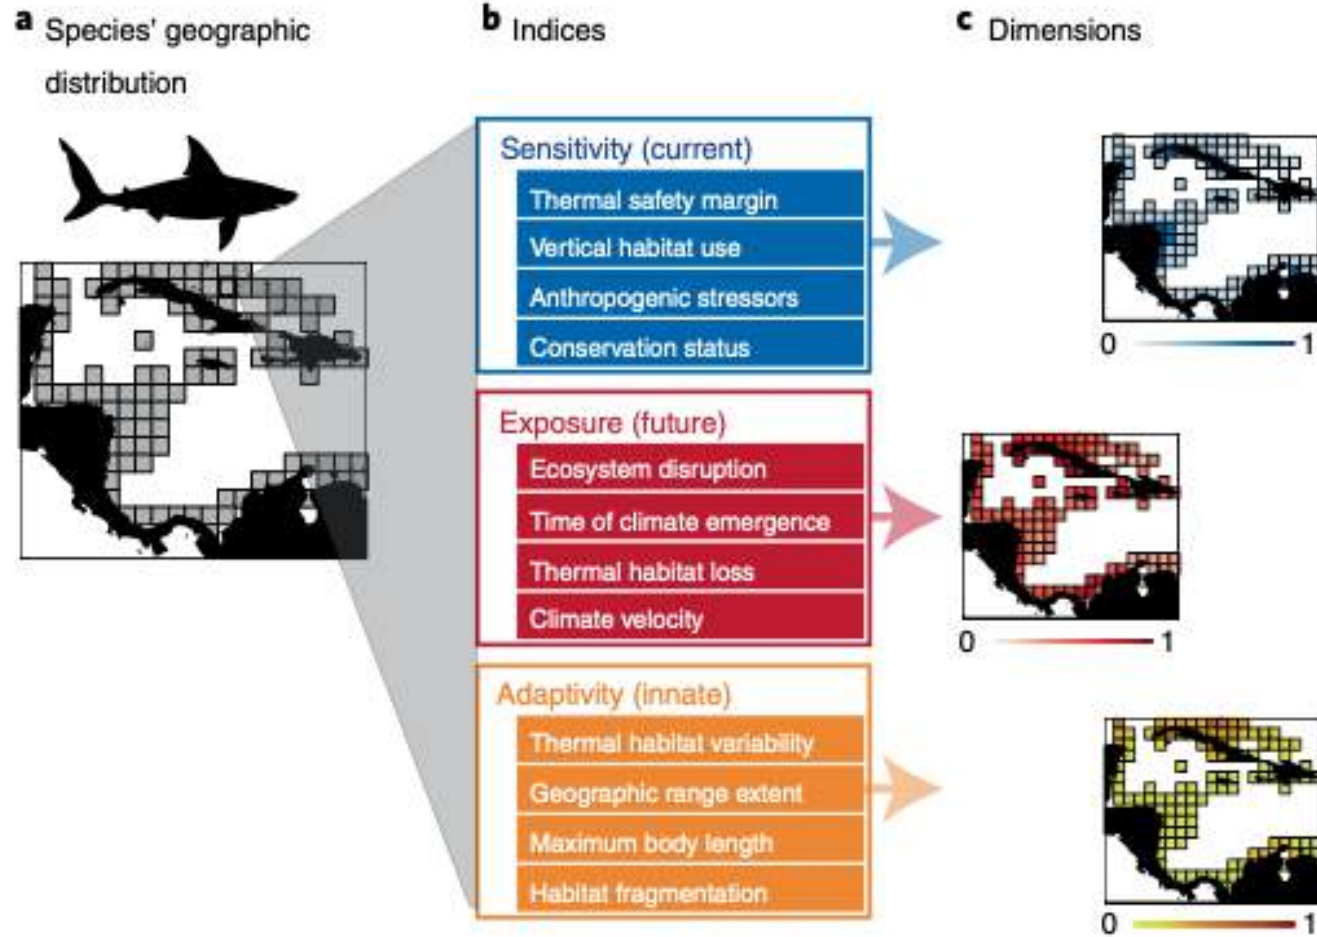 a Species' geographic
distribution
b Indices
c Dimensions
Sensitivity (current)
Thermal safety margin
Vertical habitat use
Anthropogenic stressors
Conservation status
0 1
Exposure (future)
Ecosystem disruption
Time of climate emergence
Thermal habitat loss
Climate velocity
0 1
Adaptivity (innate)
Thermal habitat variability
Geographic range extent
Maximum body length
Habitat fragmentation
0 1